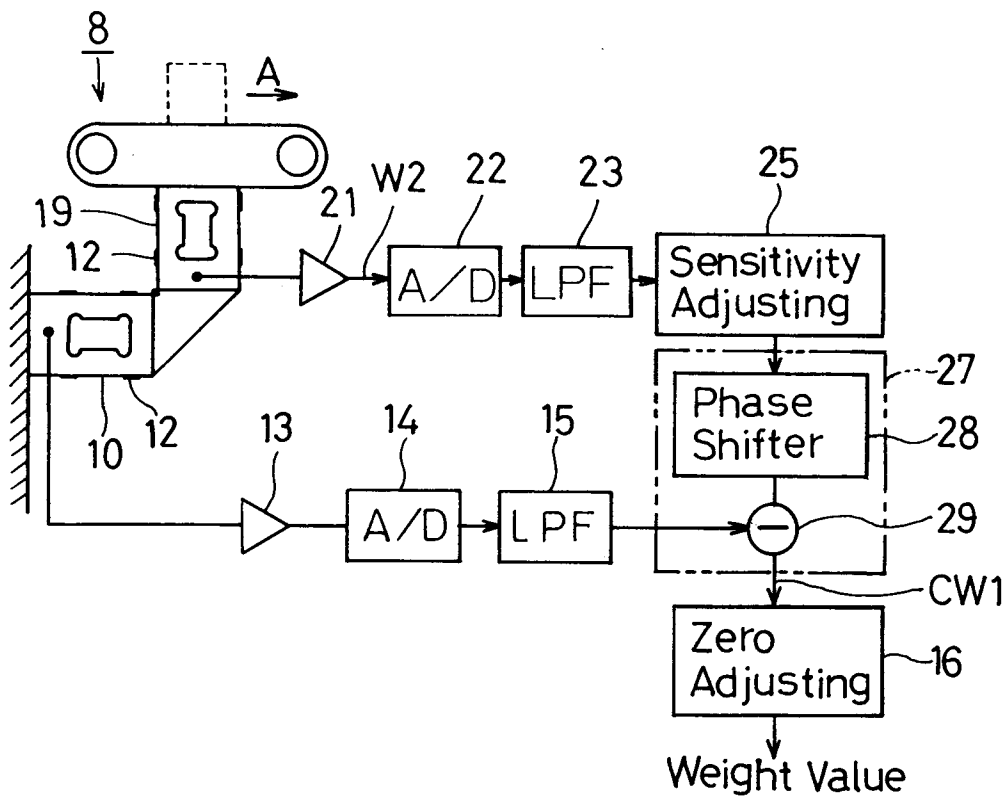 8
A
19
12
21
W2
22
23
25
A/D
LPF
Sensitivity
Adjusting
27
Phase
Shifter
28
10
12
13
14
15
A/D
LPF
−
29
CW1
Zero
Adjusting
16
Weight Value